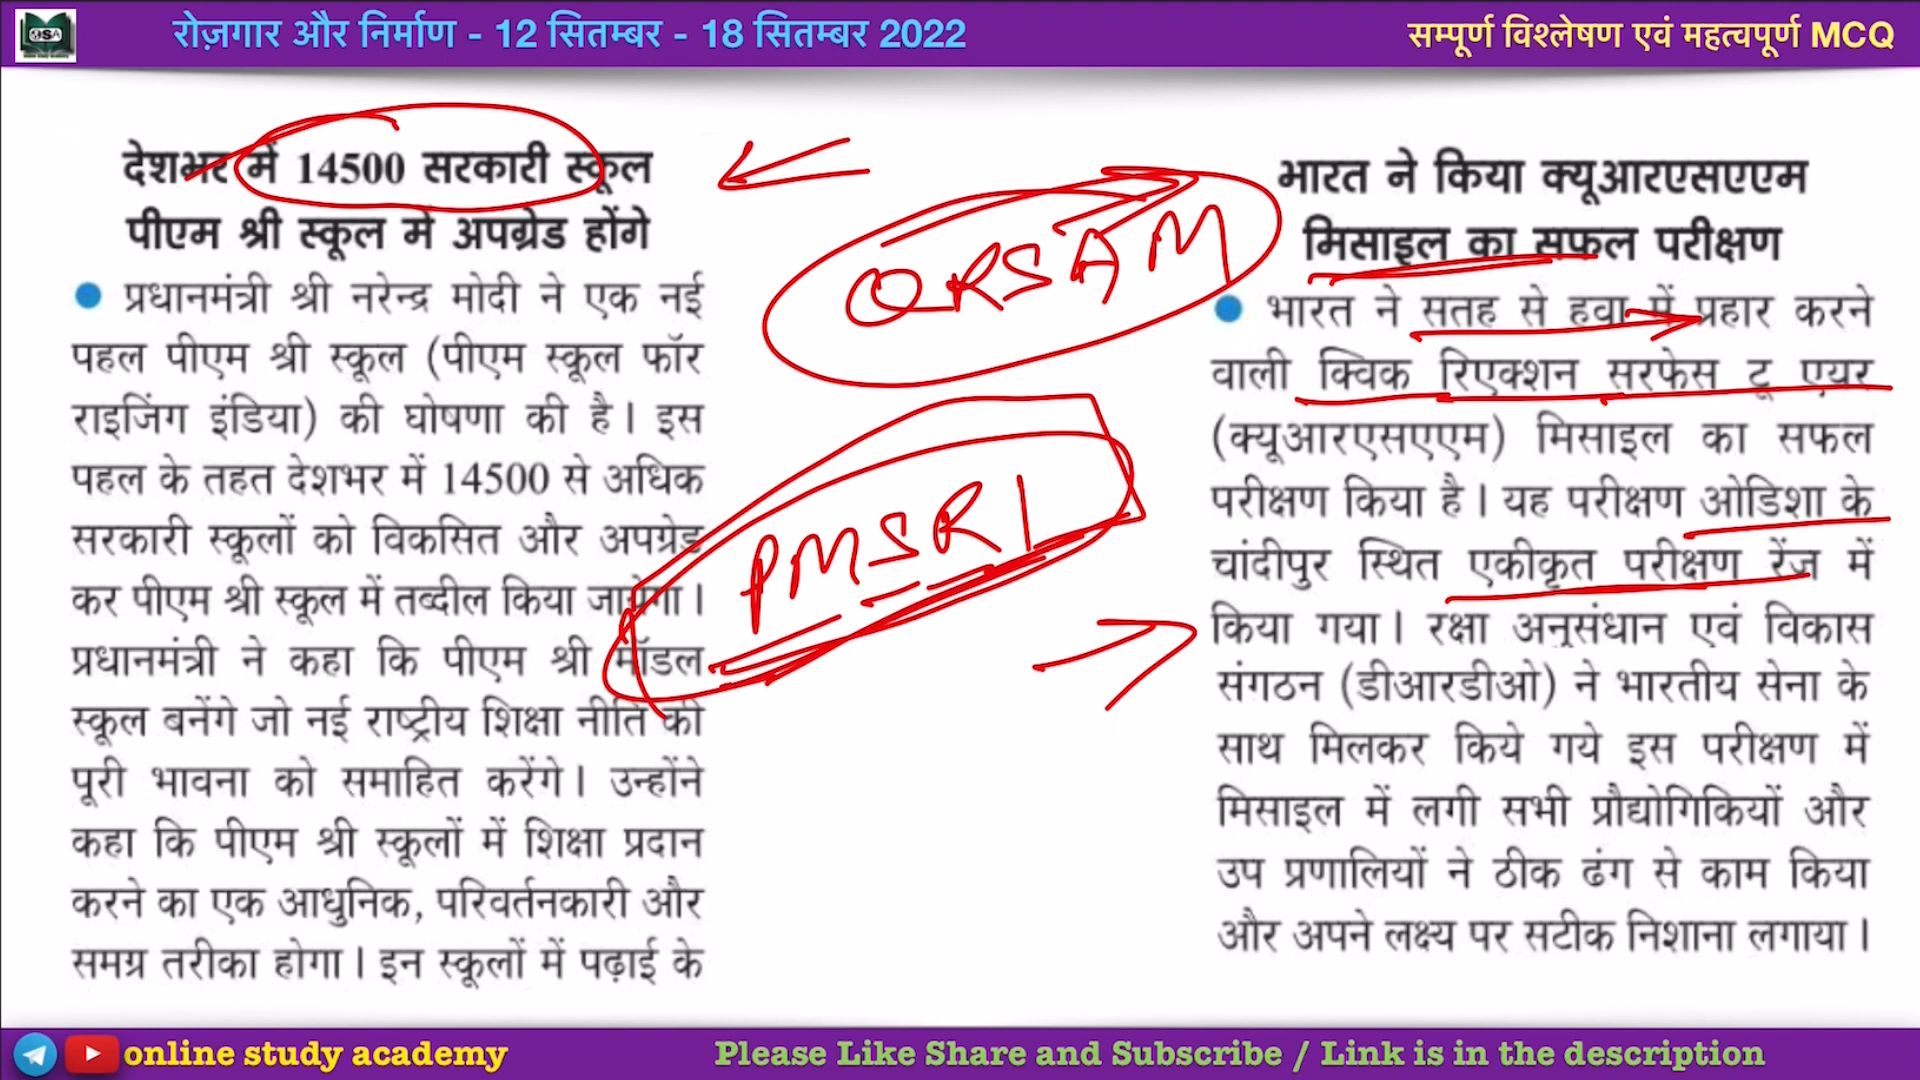 OSA
रोज़गार और निर्माण - 12 सितम्बर - 18 सितम्बर 2022
सम्पूर्ण विश्लेषण एवं महत्वपूर्ण MCQ
देशभर में 14500 सरकारी स्कूल
पीएम श्री स्कूल में अपग्रेड होंगे
प्रधानमंत्री श्री नरेन्द्र मोदी ने एक नई
पहल पीएम श्री स्कूल (पीएम स्कूल फॉर
राइजिंग इंडिया) की घोषणा की है। इस
पहल के तहत देशभर में 14500 से अधिक
सरकारी स्कूलों को विकसित और अपग्रेड
कर पीएम श्री स्कूल में तब्दील किया जायेगा।
प्रधानमंत्री ने कहा कि पीएम श्री मॉडल
स्कूल बनेंगे जो नई राष्ट्रीय शिक्षा नीति की
पूरी भावना को समाहित करेंगे। उन्होंने
कहा कि पीएम श्री स्कूलों में शिक्षा प्रदान
करने का एक आधुनिक, परिवर्तनकारी और
समग्र तरीका होगा। इन स्कूलों में पढ़ाई के
QRSAM
PMSRI
भारत ने किया क्यूआरएसएएम
मिसाइल का सफल परीक्षण
भारत ने सतह से हवा में प्रहार करने
वाली क्विक रिएक्शन सरफेस टू एयर
(क्यूआरएसएएम) मिसाइल का सफल
परीक्षण किया है। यह परीक्षण ओडिशा के
चांदीपुर स्थित एकीकृत परीक्षण रेंज में
किया गया। रक्षा अनुसंधान एवं विकास
संगठन (डीआरडीओ) ने भारतीय सेना के
साथ मिलकर किये गये इस परीक्षण में
मिसाइल में लगी सभी प्रौद्योगिकियों और
उप प्रणालियों ने ठीक ढंग से काम किया
और अपने लक्ष्य पर सटीक निशाना लगाया।
online study academy
Please Like Share and Subscribe / Link is in the description